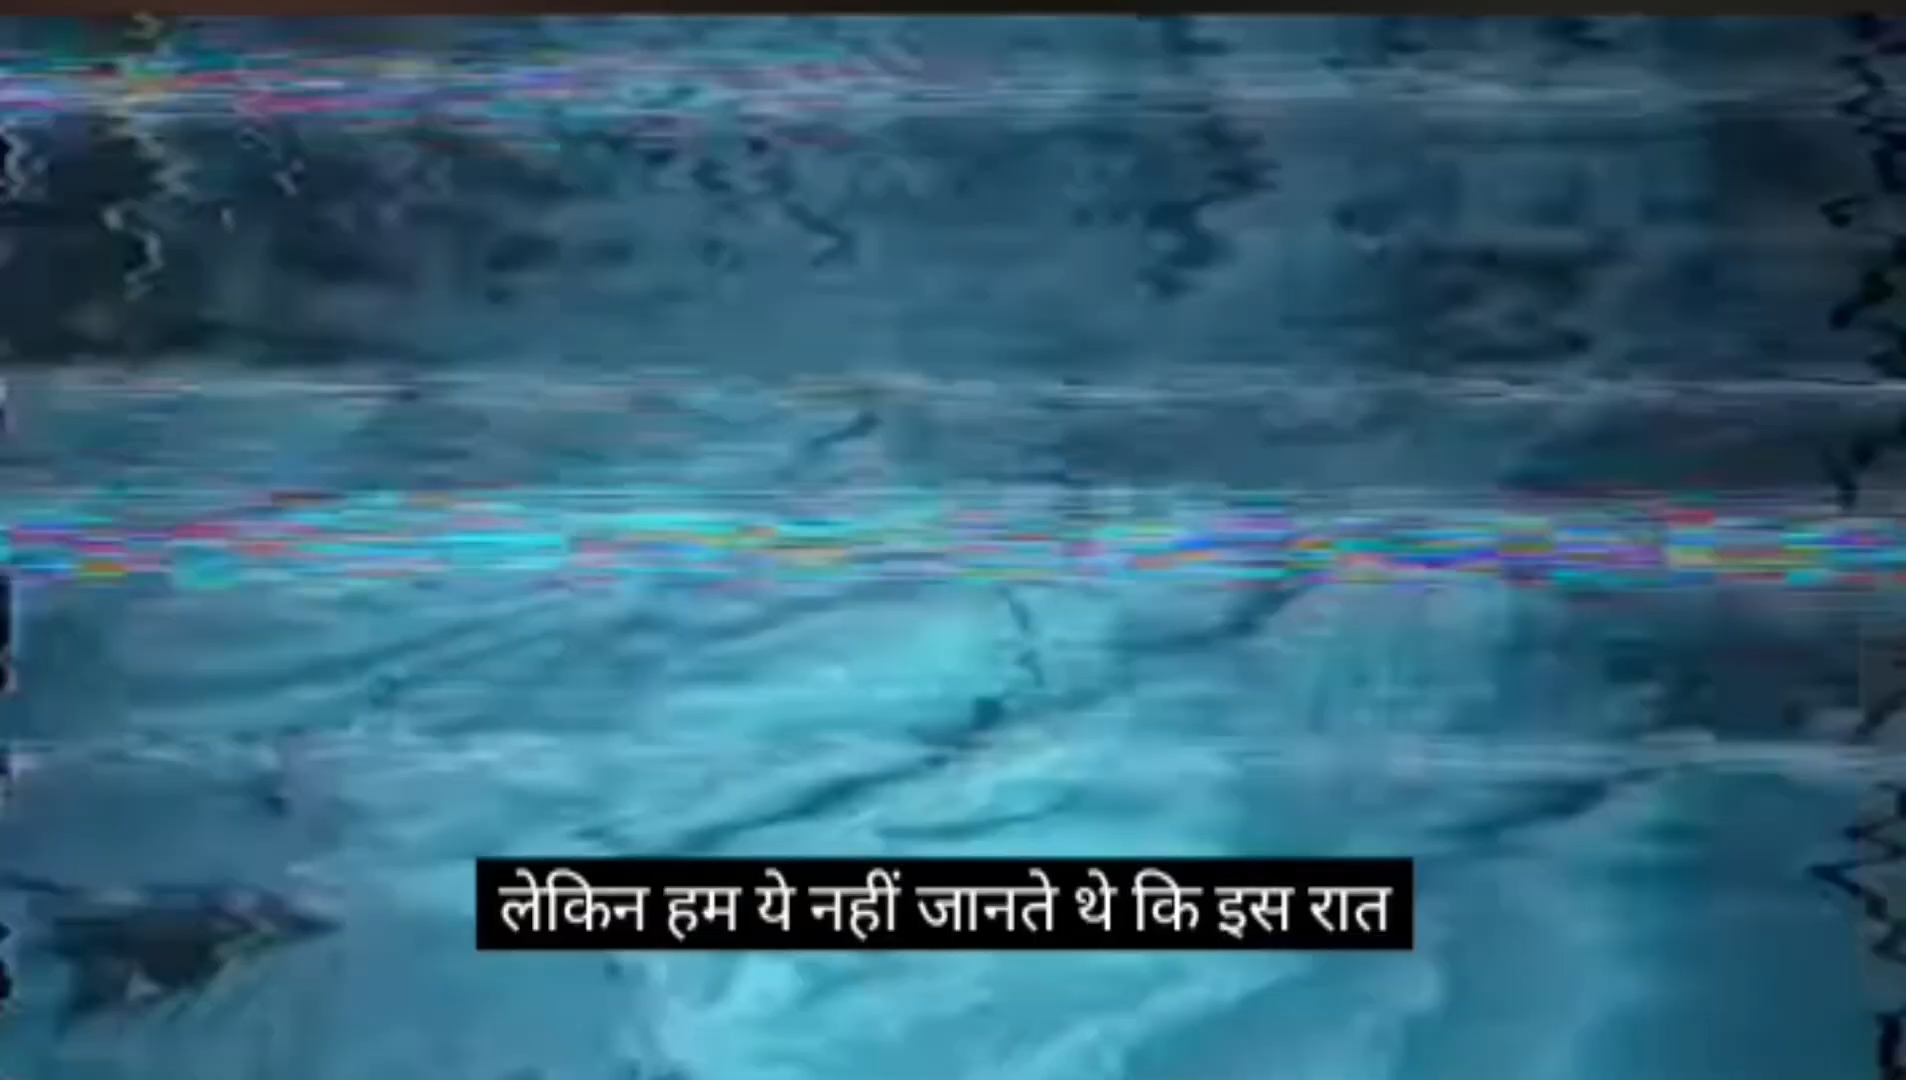 लेकिन हम ये नहीं जानते थे कि इस रात